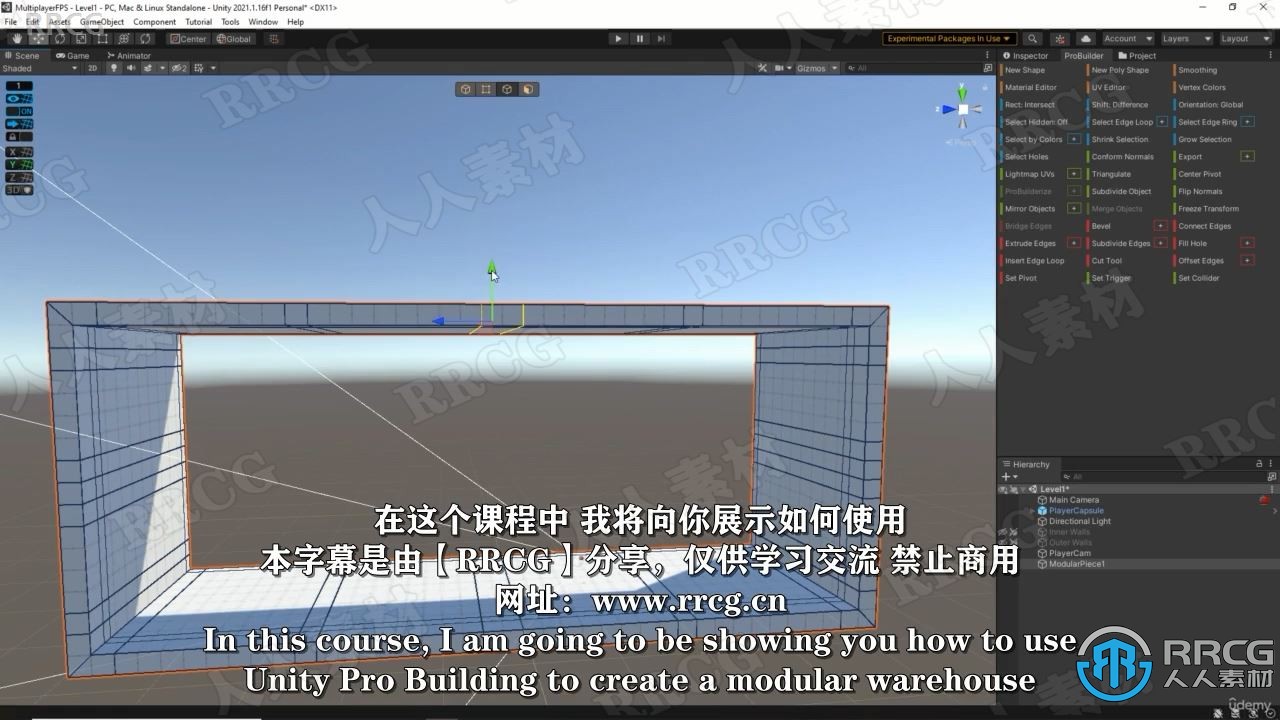 MultiplayerFPS - Level1 - PC, Mac & Linux Standalone - Unity 2021.1.16f1 Personal* <DX11>
File Edit Assets GameObject Component Tutorial Tools Window Help
Center Global Experimental Packages In Use Account Layers Layout
Scene Game Animator
Shaded 2D 2 Gizmos All
Inspector ProBuilder Project
New Shape New Poly Shape Smoothing
Material Editor UV Editor Vertex Colors
Rect: Intersect Shift: Difference Orientation: Global
Select Hidden: Off Select Edge Loop + Select Edge Ring +
Select by Colors + Shrink Selection Grow Selection
Select Holes Conform Normals Export +
Lightmap UVs + Triangulate Center Pivot
ProBuilderize + Subdivide Object Flip Normals
Mirror Objects + Merge Objects Freeze Transform
Bridge Edges Bevel + Connect Edges
Extrude Edges + Subdivide Edges + Fill Hole +
Insert Edge Loop Cut Tool Offset Edges +
Set Pivot Set Trigger Set Collider
1
ON
X
Y
Z
3D
y
z
Persp
Hierarchy
+ All
Level1*
Main Camera
PlayerCapsule
Directional Light
Inner Walls
Outer Walls
PlayerCam
ModularPiece1
在这个课程中 我将向你展示如何使用
本字幕是由【RRCG】分享，仅供学习交流 禁止商用
网址：www.rrcg.cn
In this course, I am going to be showing you how to use
Unity Pro Building to create a modular warehouse
RRCG
人人素材
udemy